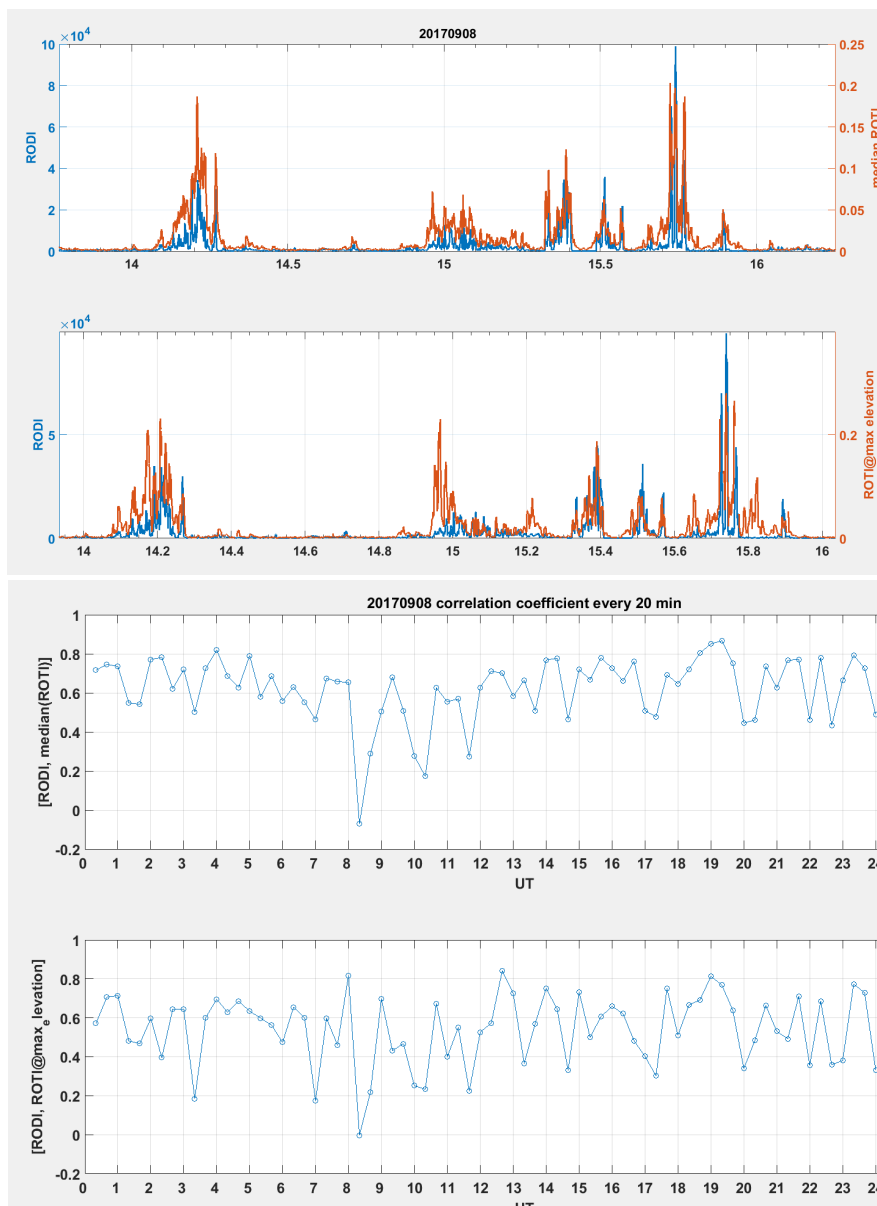 20170908
×10^4
10
8
6
4
2
0
RODI
0.25
0.2
0.15
0.1
0.05
0
median ROTI
14 14.5 15 15.5 16
×10^4
5
0
RODI
0.2
0
ROTI@max elevation
14 14.2 14.4 14.6 14.8 15 15.2 15.4 15.6 15.8 16
20170908 correlation coefficient every 20 min
1
0.8
0.6
0.4
0.2
0
-0.2
[RODI, median(ROTI)]
0 1 2 3 4 5 6 7 8 9 10 11 12 13 14 15 16 17 18 19 20 21 22 23 24
UT
1
0.8
0.6
0.4
0.2
0
-0.2
[RODI, ROTI@max_elevation]
0 1 2 3 4 5 6 7 8 9 10 11 12 13 14 15 16 17 18 19 20 21 22 23 24
UT